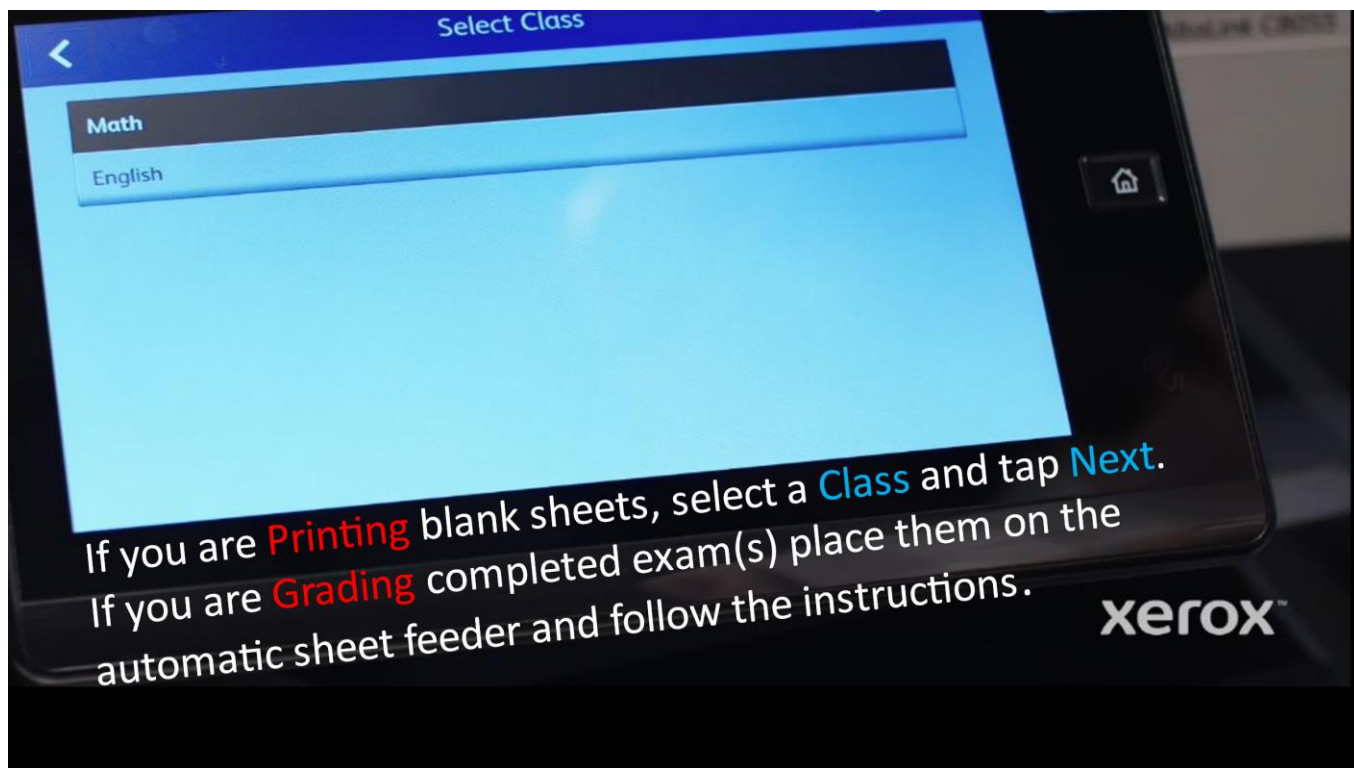 Select Class
Math
English
If you are Printing blank sheets, select a Class and tap Next.
If you are Grading completed exam(s) place them on the
automatic sheet feeder and follow the instructions.
xerox™